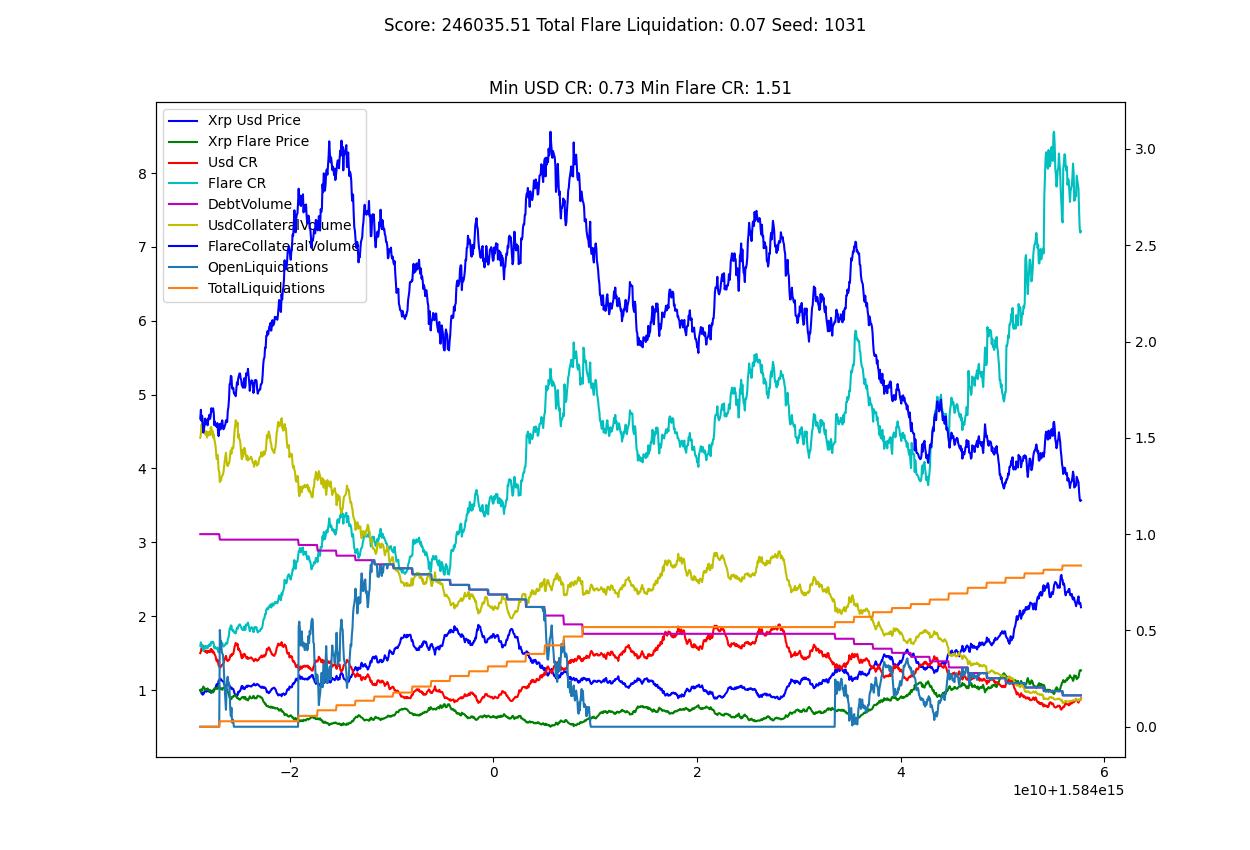 Score: 246035.51 Total Flare Liquidation: 0.07 Seed: 1031
Min USD CR: 0.73 Min Flare CR: 1.51
Xrp Usd Price
Xrp Flare Price
Usd CR
Flare CR
DebtVolume
UsdCollateralVolume
FlareCollateralVolume
OpenLiquidations
TotalLiquidations
8
7
6
5
4
3
2
1
3.0
2.5
2.0
1.5
1.0
0.5
0.0
−2
0
2
4
6
1e10+1.584e15